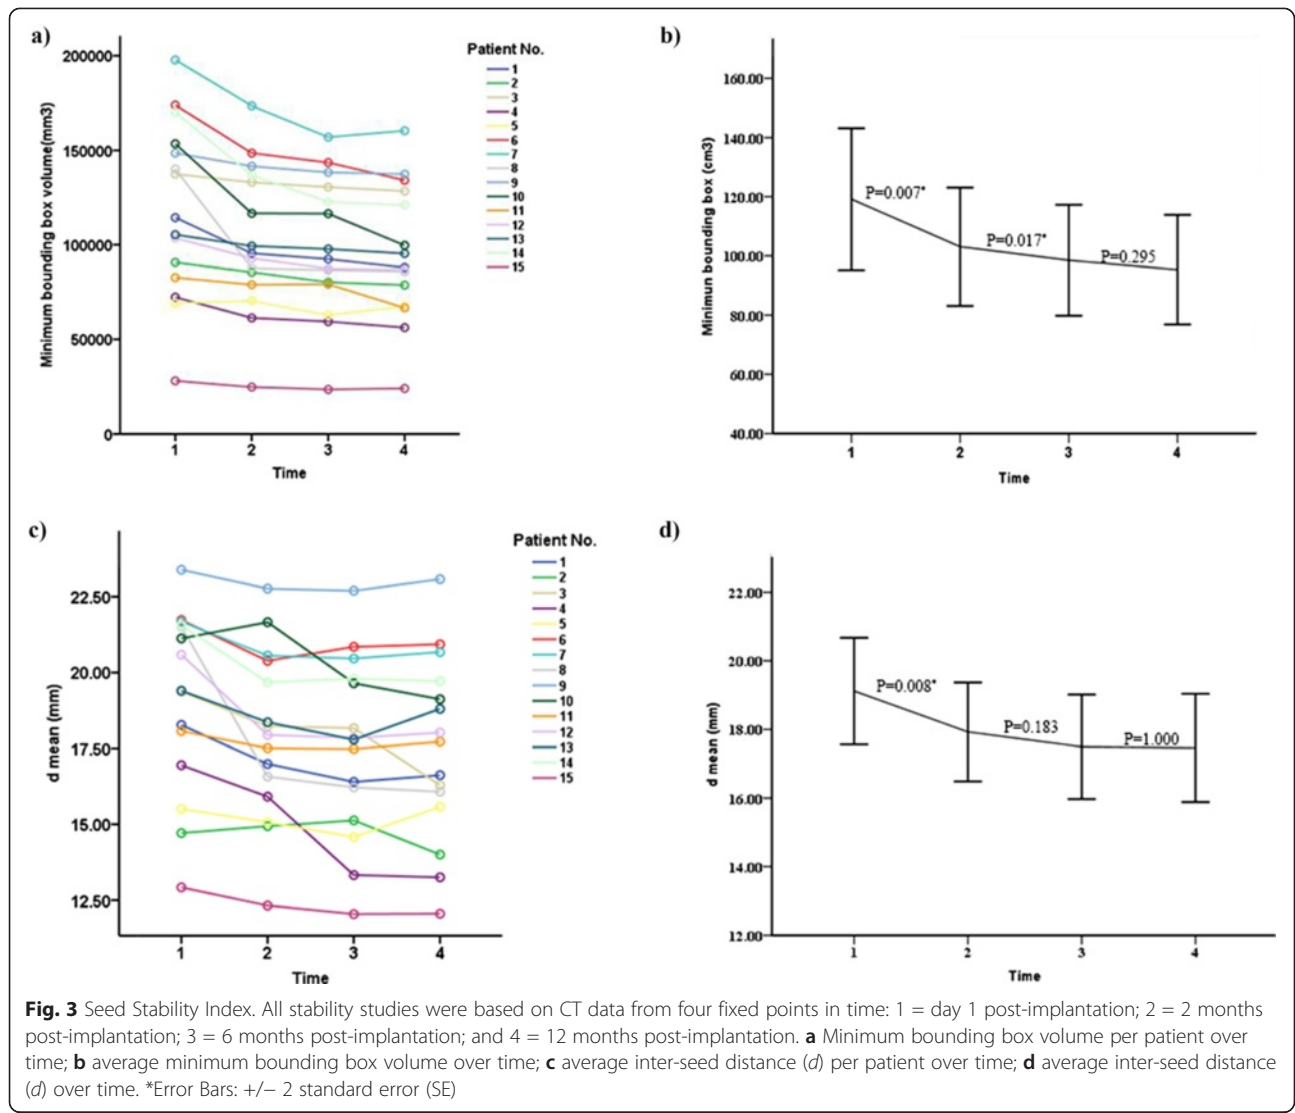 a)
200000
150000
100000
50000
0
Minimum bounding box volume(mm3)
1 2 3 4
Time
Patient No.
1
2
3
4
5
6
7
8
9
10
11
12
13
14
15
b)
160.00
140.00
120.00
100.00
80.00
60.00
40.00
Minimun bounding box (cm3)
P=0.007*
P=0.017*
P=0.295
1 2 3 4
Time
c)
22.50
20.00
17.50
15.00
12.50
d mean (mm)
1 2 3 4
Time
Patient No.
1
2
3
4
5
6
7
8
9
10
11
12
13
14
15
d)
22.00
20.00
18.00
16.00
14.00
12.00
d mean (mm)
P=0.008*
P=0.183
P=1.000
1 2 3 4
Time
Fig. 3 Seed Stability Index. All stability studies were based on CT data from four fixed points in time: 1 = day 1 post-implantation; 2 = 2 months
post-implantation; 3 = 6 months post-implantation; and 4 = 12 months post-implantation. a Minimum bounding box volume per patient over
time; b average minimum bounding box volume over time; c average inter-seed distance (d) per patient over time; d average inter-seed distance
(d) over time. *Error Bars: +/− 2 standard error (SE)